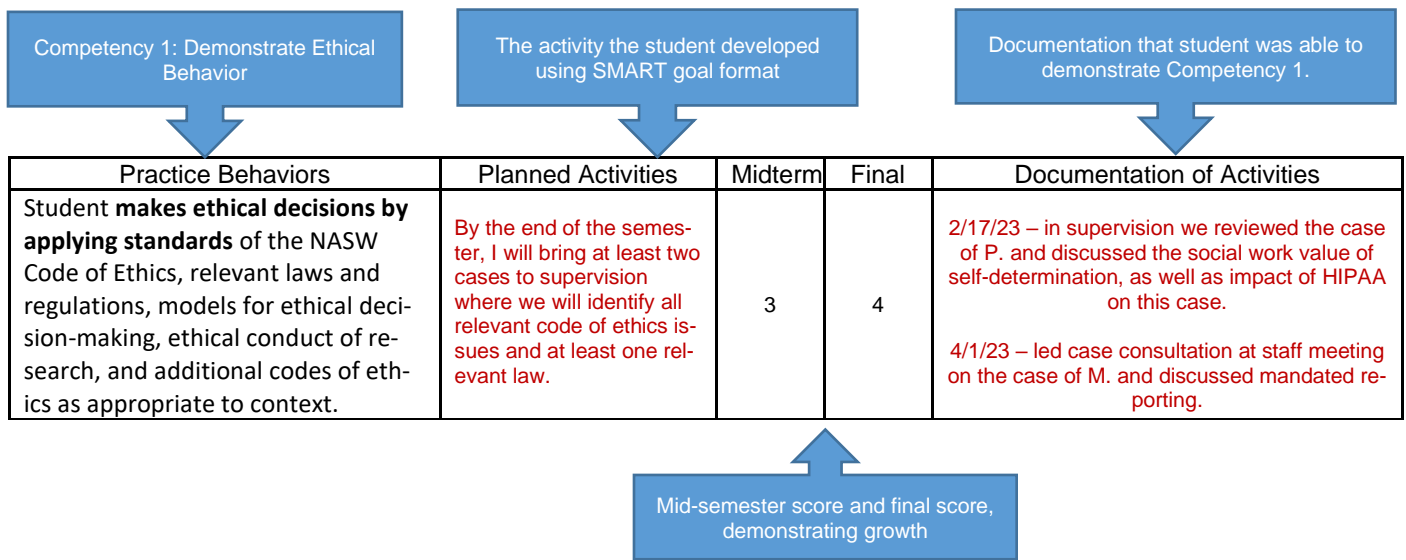 Competency 1: Demonstrate Ethical
Behavior
The activity the student developed
using SMART goal format
Documentation that student was able to
demonstrate Competency 1.
Practice Behaviors
Planned Activities
Midterm
Final
Documentation of Activities
Student makes ethical decisions by
applying standards of the NASW
Code of Ethics, relevant laws and
regulations, models for ethical deci-
sion-making, ethical conduct of re-
search, and additional codes of eth-
ics as appropriate to context.
By the end of the semes-
ter, I will bring at least two
cases to supervision
where we will identify all
relevant code of ethics is-
sues and at least one rel-
evant law.
3
4
2/17/23 – in supervision we reviewed the case
of P. and discussed the social work value of
self-determination, as well as impact of HIPAA
on this case.
4/1/23 – led case consultation at staff meeting
on the case of M. and discussed mandated re-
porting.
Mid-semester score and final score,
demonstrating growth